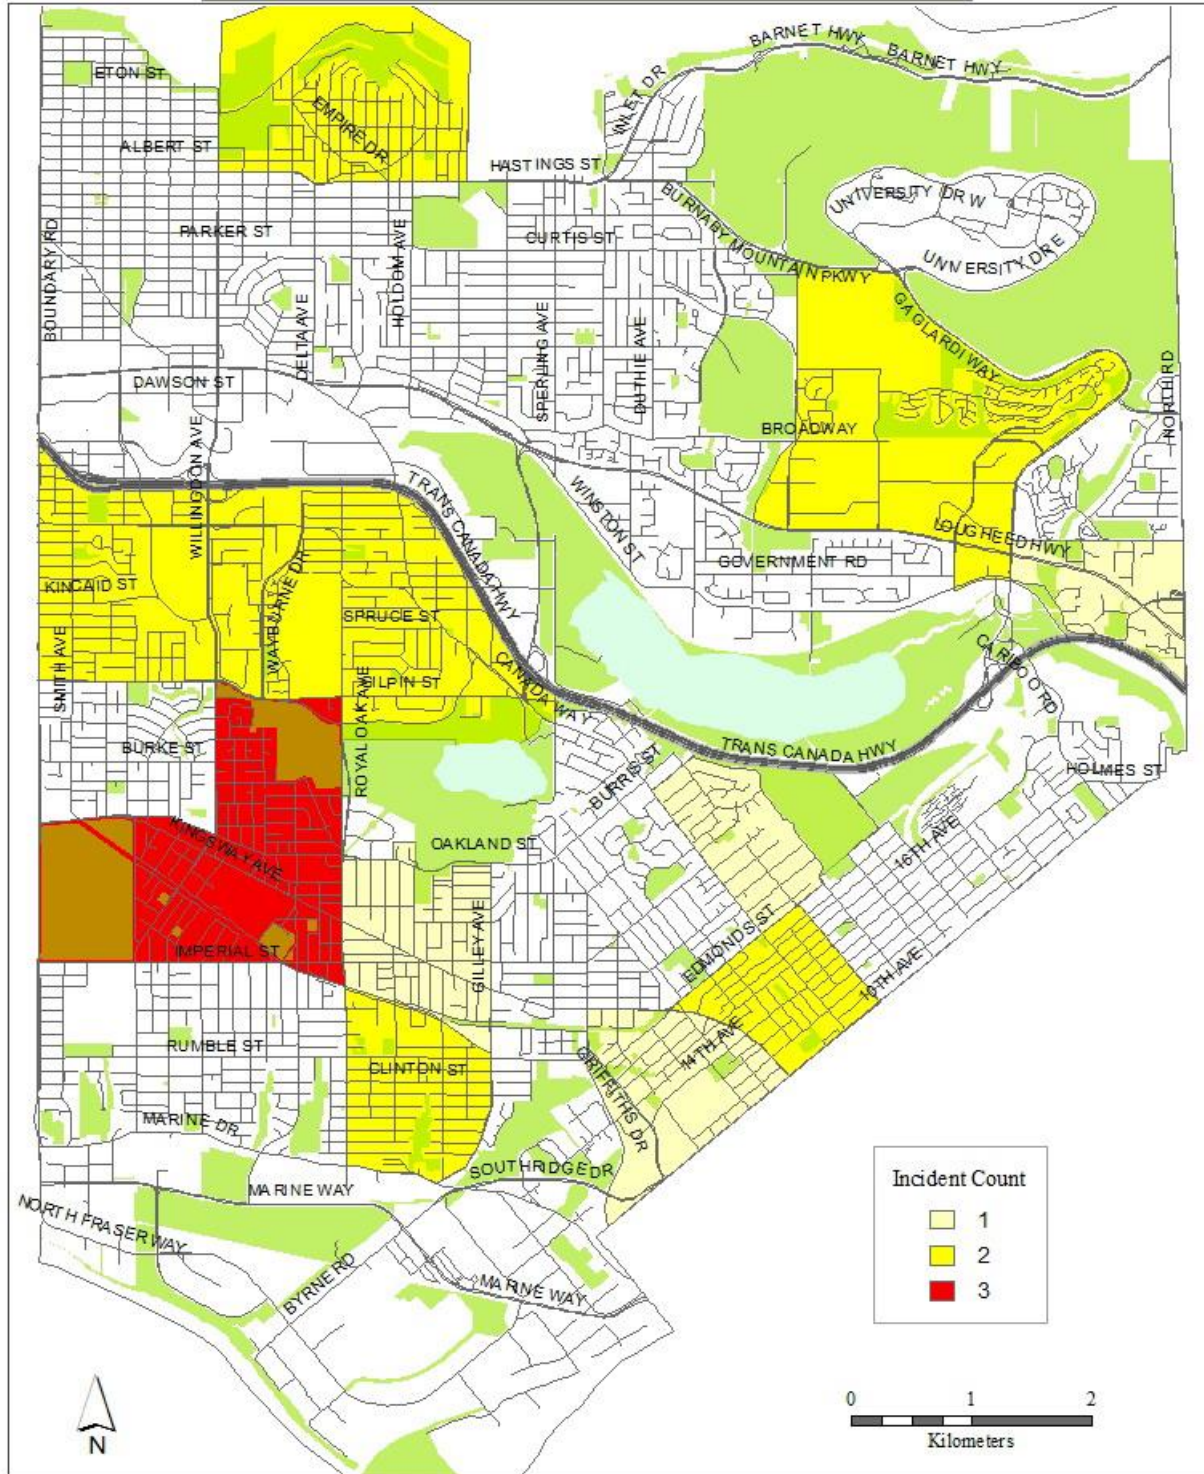 BARNET HWY
BARNET HWY
ETON ST
INLET DR
EMPIRE DR
ALBERT ST
HASTINGS ST
UNIVERSITY DR W
BURNABY MOUNTAIN PKWY
PARKER ST
CURTIS ST
UNIVERSITY DR E
BOUNDARY RD
HOLDOM AVE
DELTA AVE
GAGLARDI WAY
SPERLING AVE
DUTHIE AVE
DAWSON ST
NORTH RD
BROADWAY
WILLINGDON AVE
TRANS CANADA HWY
WINSTON ST
LOUGHEED HWY
GOVERNMENT RD
KINCAID ST
WAYBURNE DR
SPRUCE ST
SMITH AVE
GILPIN ST
CANADA WAY
CARIBOO RD
ROYAL OAK AVE
BURKE ST
TRANS CANADA HWY
BURRIS ST
HOLMES ST
KINGSWAY AVE
OAKLAND ST
16TH AVE
IMPERIAL ST
GILLEY AVE
EDMONDS ST
10TH AVE
RUMBLE ST
14TH AVE
CLINTON ST
GRIFFITHS DR
MARINE DR
SOUTHRIDGE DR
MARINE WAY
NORTH FRASER WAY
BYRNE RD
MARINE WAY
Incident Count
1
2
3
N
0 1 2
Kilometers